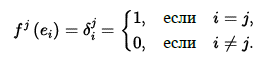 f^j (e_i) = δ_i^j = { 1, если i = j,
0, если i ≠ j.